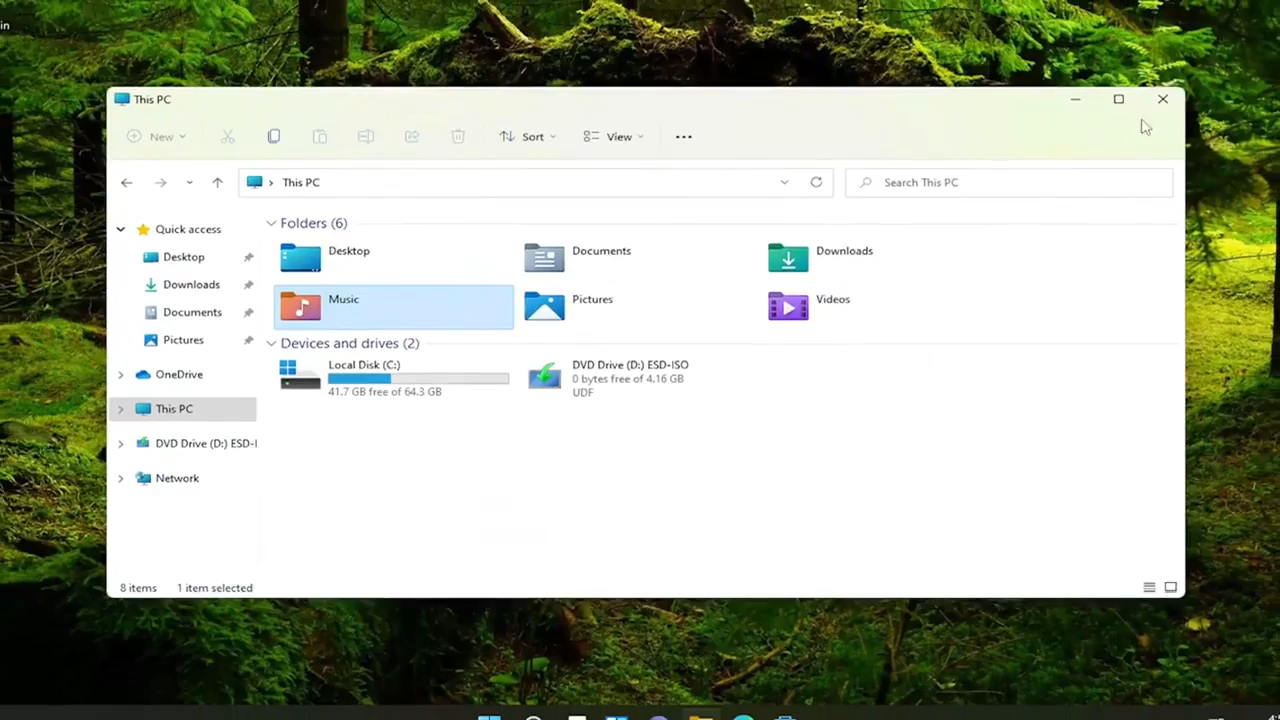 in
This PC
New
Sort
View
This PC
Search This PC
Quick access
Desktop
Downloads
Documents
Pictures
OneDrive
This PC
DVD Drive (D:) ESD-I
Network
Folders (6)
Desktop
Documents
Downloads
Music
Pictures
Videos
Devices and drives (2)
Local Disk (C:)
41.7 GB free of 64.3 GB
DVD Drive (D:) ESD-ISO
0 bytes free of 4.16 GB
UDF
8 items
1 item selected